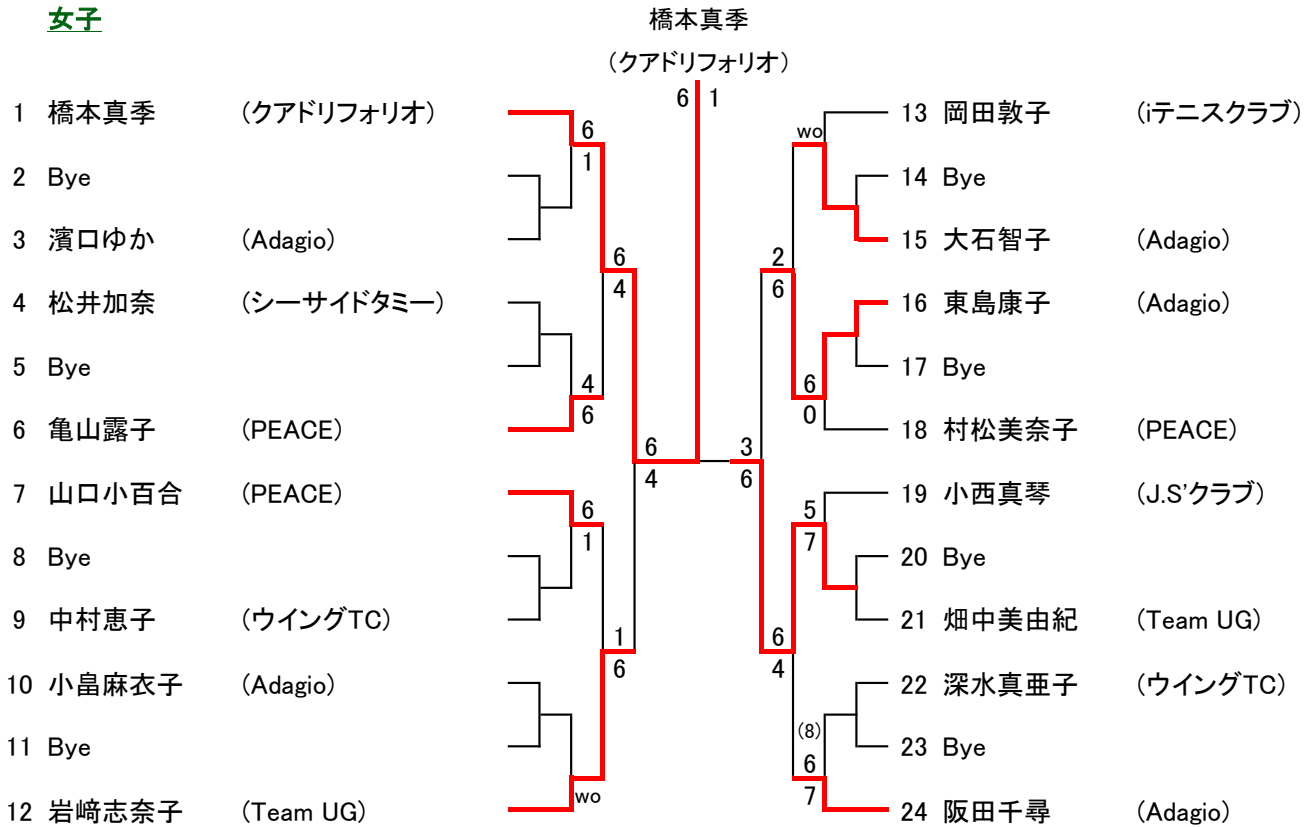 女子
橋本真季
(クアドリフォリオ)
6 1
1 橋本真季 (クアドリフォリオ)
2 Bye
3 濱口ゆか (Adagio)
4 松井加奈 (シーサイドタミー)
5 Bye
6 亀山露子 (PEACE)
7 山口小百合 (PEACE)
8 Bye
9 中村恵子 (ウイングTC)
10 小畠麻衣子 (Adagio)
11 Bye
12 岩﨑志奈子 (Team UG)
6
1
4
6
6
1
wo
6
4
1
6
6
4
3
6
2
6
6
4
wo
6
0
5
7
(8)
6
7
13 岡田敦子 (iテニスクラブ)
14 Bye
15 大石智子 (Adagio)
16 東島康子 (Adagio)
17 Bye
18 村松美奈子 (PEACE)
19 小西真琴 (J.S'クラブ)
20 Bye
21 畑中美由紀 (Team UG)
22 深水真亜子 (ウイングTC)
23 Bye
24 阪田千尋 (Adagio)